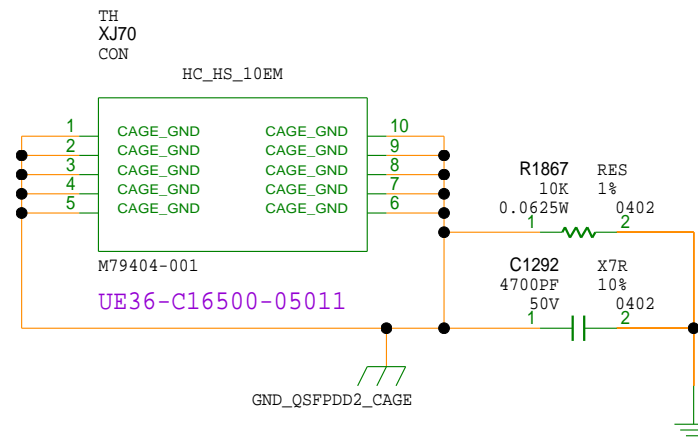 TH
XJ70
CON
HC_HS_10EM
1 CAGE_GND CAGE_GND 10
2 CAGE_GND CAGE_GND 9
3 CAGE_GND CAGE_GND 8
4 CAGE_GND CAGE_GND 7
5 CAGE_GND CAGE_GND 6
M79404-001
UE36-C16500-05011
R1867 RES
10K 1%
0.0625W 0402
1 2
C1292 X7R
4700PF 10%
50V 0402
1 2
GND_QSFPDD2_CAGE